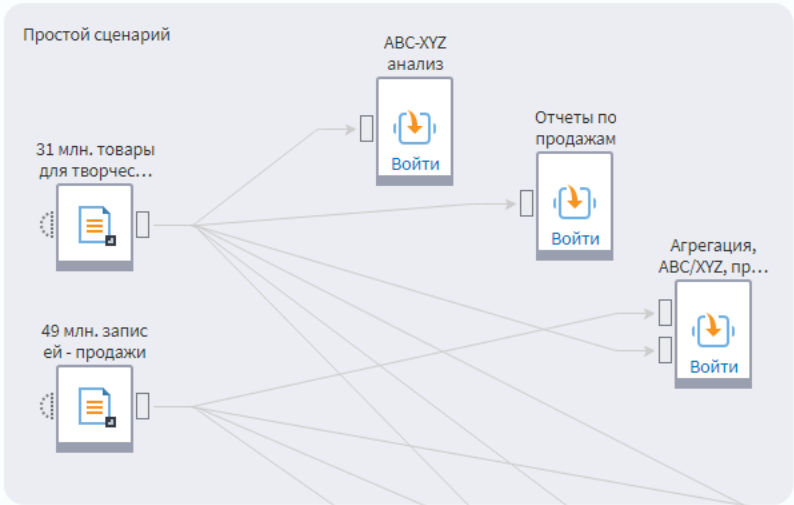 Простой сценарий
ABC-XYZ
анализ
Войти
Отчеты по
продажам
Войти
31 млн. товары
для творчес...
Агрегация,
ABC/XYZ, пр...
Войти
49 млн. запис
ей - продажи